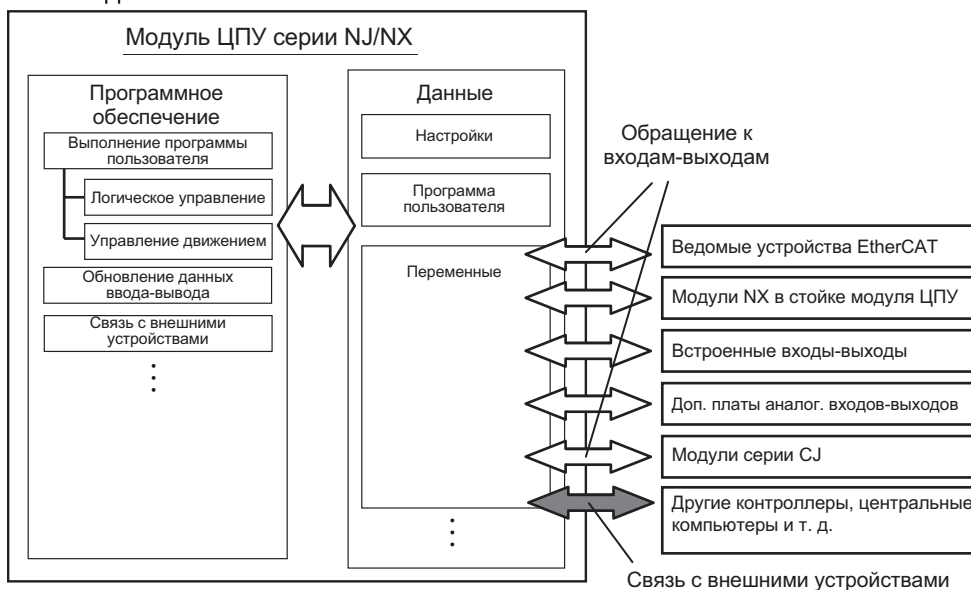 Модуль ЦПУ серии NJ/NX
Программное
обеспечение
Выполнение программы
пользователя
Логическое управление
Управление движением
Обновление данных
ввода-вывода
Связь с внешними
устройствами
Данные
Настройки
Программа
пользователя
Переменные
Обращение к
входам-выходам
Ведомые устройства EtherCAT
Модули NX в стойке модуля ЦПУ
Встроенные входы-выходы
Доп. платы аналог. входов-выходов
Модули серии CJ
Другие контроллеры, центральные
компьютеры и т. д.
Связь с внешними устройствами